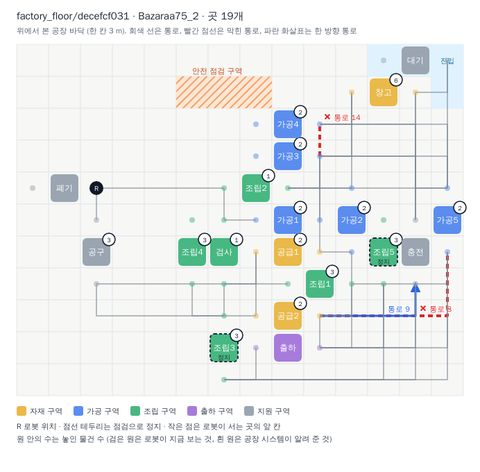 factory_floor/decefcf031 · Bazaraa75_2 · 곳 19개
위에서 본 공장 바닥 (한 칸 3 m). 회색 선은 통로, 빨간 점선은 막힌 통로, 파란 화살표는 한 방향 통로
대기
진입
안전 점검 구역
6
창고
2
가공4
✕ 통로 14
2
가공3
1
조립2
폐기
R
2
가공1
2
가공2
2
가공5
3
공구
3
조립4
1
검사
2
공급1
3
조립5
정지
충전
3
조립1
2
공급2
통로 9
✕ 통로 8
3
조립3
정지
출하
자재 구역
가공 구역
조립 구역
출하 구역
지원 구역
R 로봇 위치 · 점선 테두리는 점검으로 정지 · 작은 점은 로봇이 서는 곳의 앞 칸
원 안의 수는 놓인 물건 수 (검은 원은 로봇이 지금 보는 것, 흰 원은 공장 시스템이 알려 준 것)